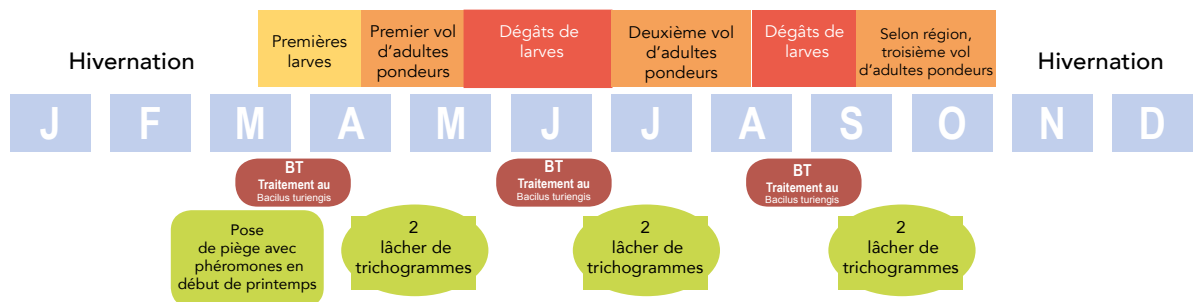 Hivernation
Premières
larves
Premier vol
d'adultes
pondeurs
Dégâts de
larves
Deuxième vol
d'adultes
pondeurs
Dégâts de
larves
Selon région,
troisième vol
d'adultes pondeurs
Hivernation
J F M A M J J A S O N D
BT
Traitement au
Bacilus turiengis
BT
Traitement au
Bacilus turiengis
BT
Traitement au
Bacilus turiengis
Pose
de piège avec
phéromones en
début de printemps
2
lâcher de
trichogrammes
2
lâcher de
trichogrammes
2
lâcher de
trichogrammes